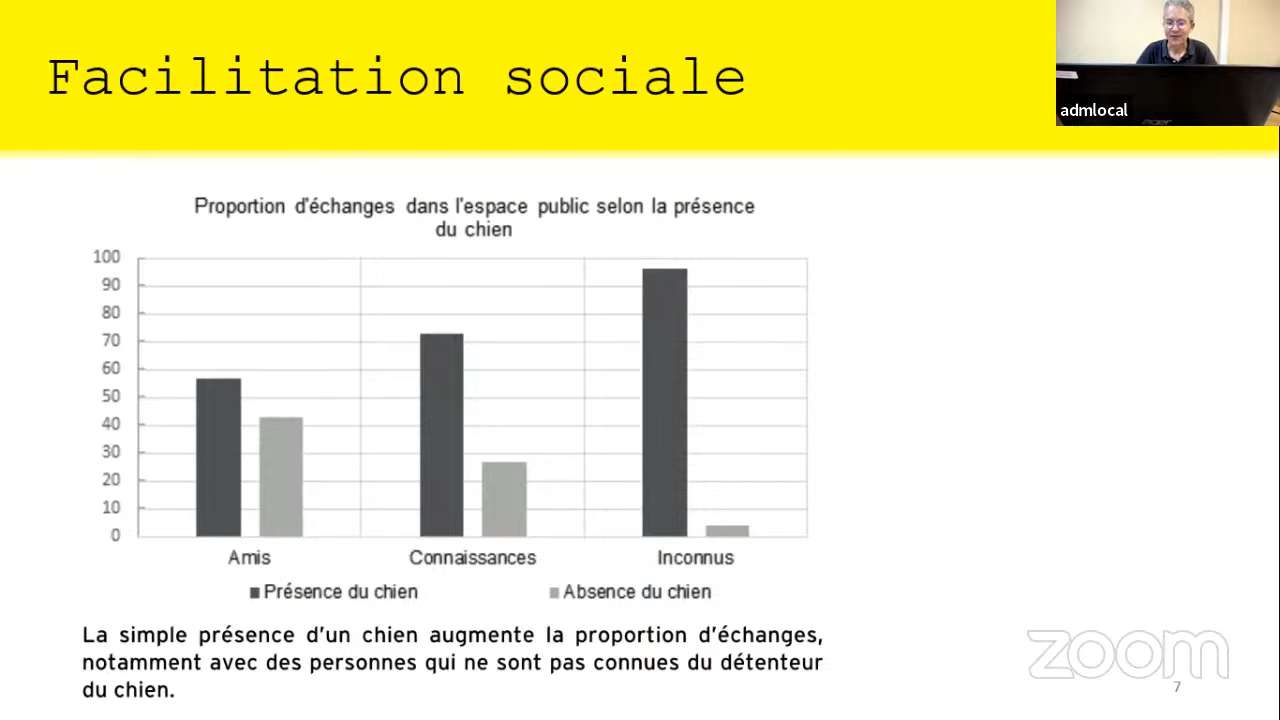 Facilitation sociale
admlocal
acer
Proportion d'échanges dans l'espace public selon la présence
du chien
100
90
80
70
60
50
40
30
20
10
0
Amis
Connaissances
Inconnus
Présence du chien
Absence du chien
La simple présence d’un chien augmente la proportion d’échanges,
notamment avec des personnes qui ne sont pas connues du détenteur
du chien.
zoom
7